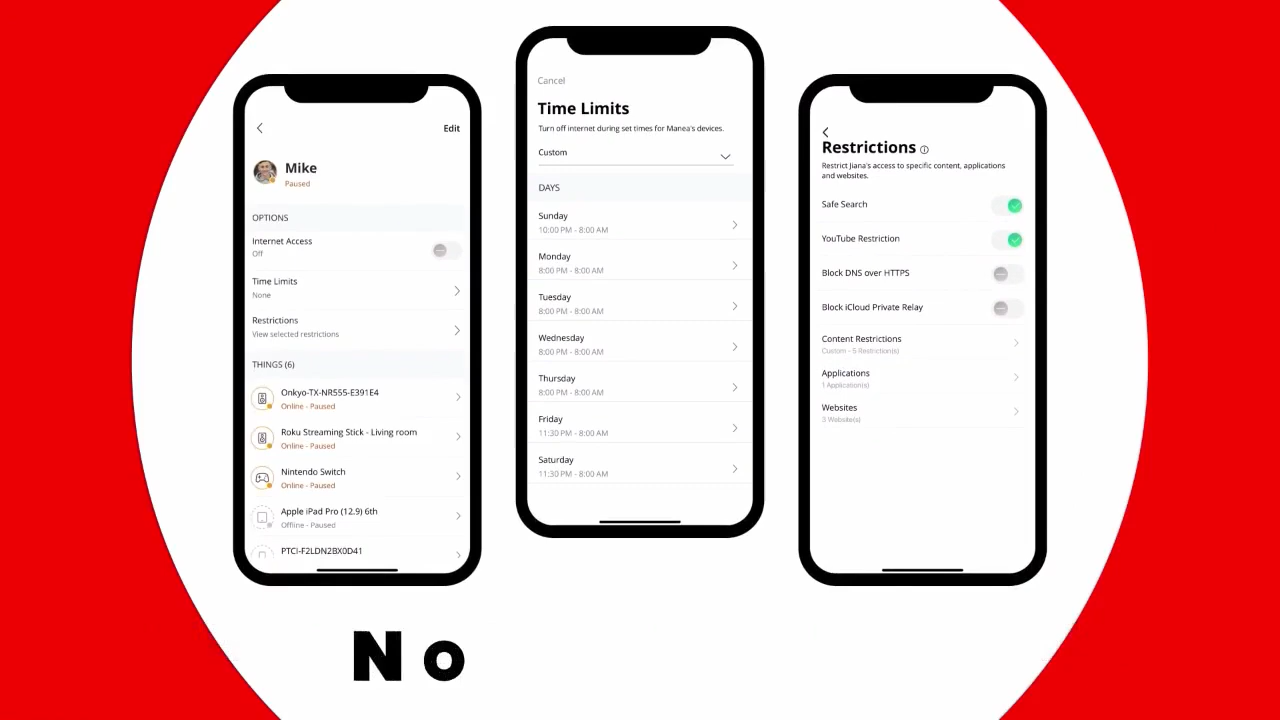 Edit
Mike
Paused
OPTIONS
Internet Access
Off
Time Limits
None
Restrictions
View selected restrictions
THINGS (6)
Onkyo-TX-NR555-E391E4
Online - Paused
Roku Streaming Stick - Living room
Online - Paused
Nintendo Switch
Online - Paused
Apple iPad Pro (12.9) 6th
Offline - Paused
PTCI-F2LDN2BX0D41
Cancel
Time Limits
Turn off internet during set times for Manea's devices.
Custom
DAYS
Sunday
10:00 PM - 8:00 AM
Monday
8:00 PM - 8:00 AM
Tuesday
8:00 PM - 8:00 AM
Wednesday
8:00 PM - 8:00 AM
Thursday
8:00 PM - 8:00 AM
Friday
11:30 PM - 8:00 AM
Saturday
11:30 PM - 8:00 AM
Restrictions
Restrict Jiana's access to specific content, applications
and websites.
Safe Search
YouTube Restriction
Block DNS over HTTPS
Block iCloud Private Relay
Content Restrictions
Custom - 5 Restriction(s)
Applications
1 Application(s)
Websites
3 Website(s)
No